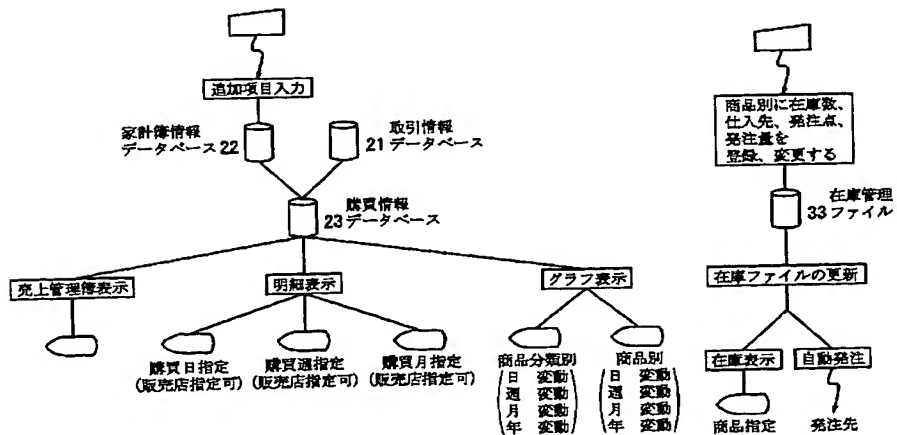 追加項目入力
家計簿情報
データベース 22
取引情報
21 データベース
購買情報
23 データベース
売上管理簿表示
明細表示
グラフ表示
購買日指定
(販売店指定可)
購買週指定
(販売店指定可)
購買月指定
(販売店指定可)
商品分類別
日 変動
週 変動
月 変動
年 変動
商品別
日 変動
週 変動
月 変動
年 変動
商品別に在庫数、
仕入先、発注点、
発注量を
登録、変更する
在庫管理
33 ファイル
在庫ファイルの更新
在庫表示
自動発注
商品指定
発注先